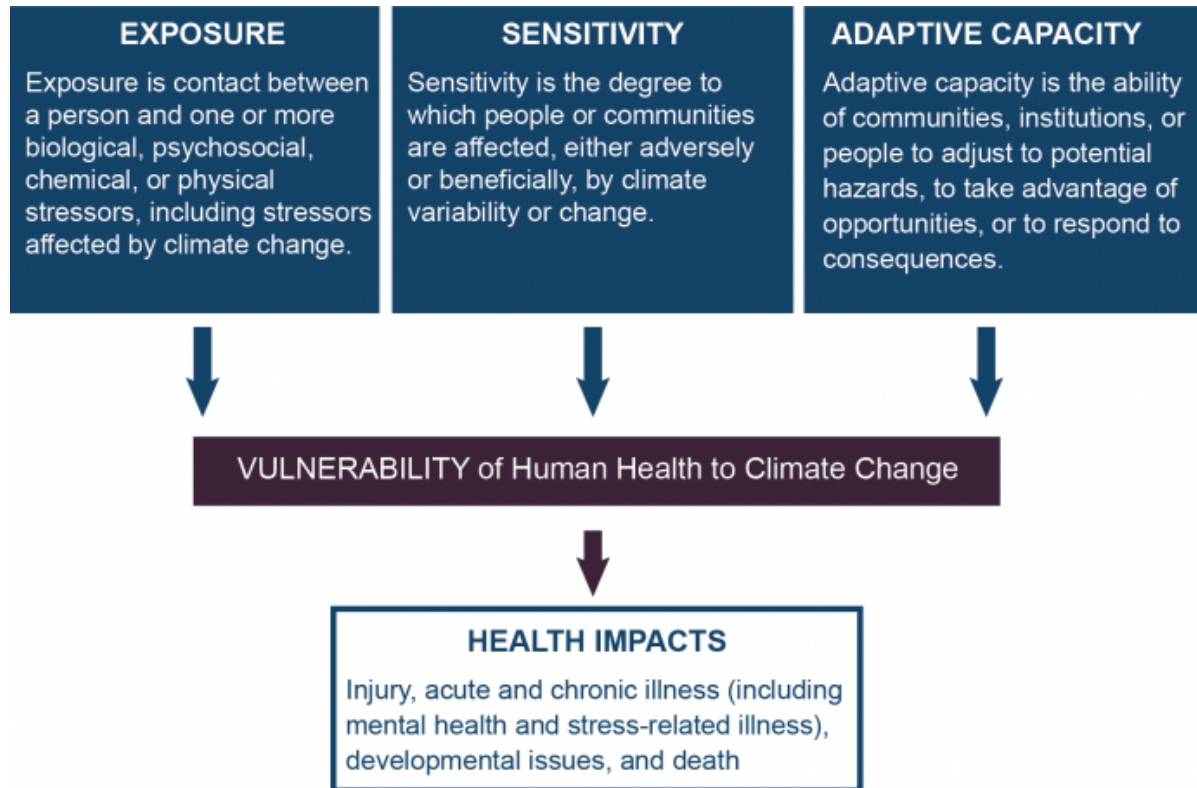 EXPOSURE
Exposure is contact between
a person and one or more
biological, psychosocial,
chemical, or physical
stressors, including stressors
affected by climate change.
SENSITIVITY
Sensitivity is the degree to
which people or communities
are affected, either adversely
or beneficially, by climate
variability or change.
ADAPTIVE CAPACITY
Adaptive capacity is the ability
of communities, institutions, or
people to adjust to potential
hazards, to take advantage of
opportunities, or to respond to
consequences.
VULNERABILITY of Human Health to Climate Change
HEALTH IMPACTS
Injury, acute and chronic illness (including
mental health and stress-related illness),
developmental issues, and death